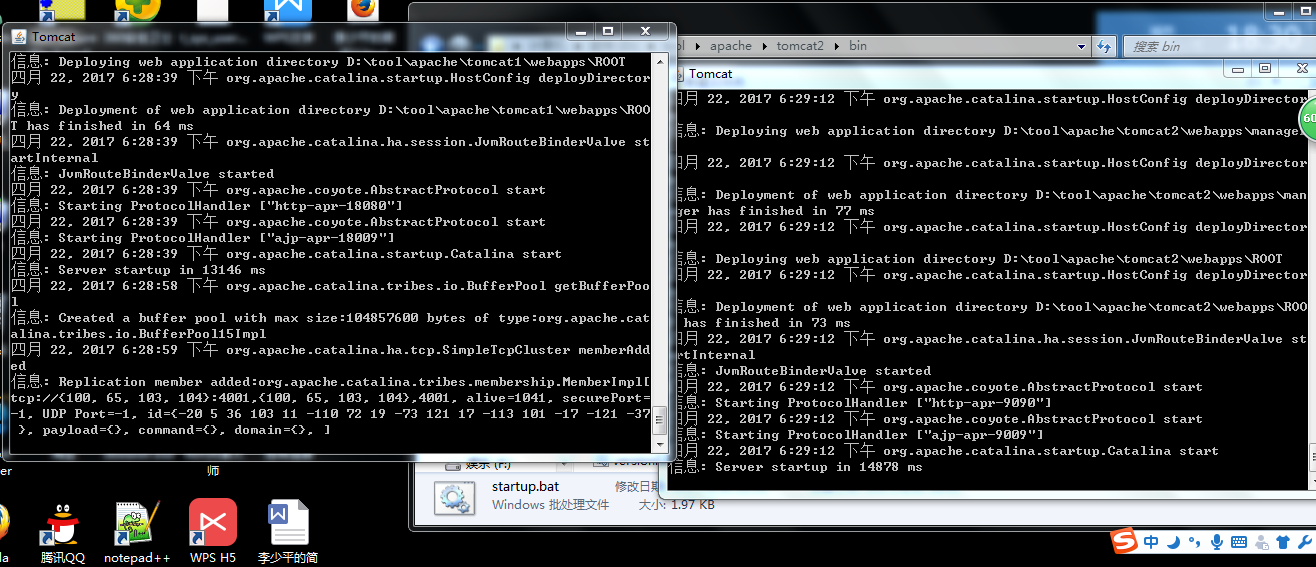 Tomcat
信息: Deploying web application directory D:\tool\apache\tomcat1\webapps\ROOT
四月 22, 2017 6:28:39 下午 org.apache.catalina.startup.HostConfig deployDirector
y
信息: Deployment of web application directory D:\tool\apache\tomcat1\webapps\ROO
T has finished in 64 ms
四月 22, 2017 6:28:39 下午 org.apache.catalina.ha.session.JvmRouteBinderValve st
artInternal
信息: JvmRouteBinderValve started
四月 22, 2017 6:28:39 下午 org.apache.coyote.AbstractProtocol start
信息: Starting ProtocolHandler ["http-apr-18080"]
四月 22, 2017 6:28:39 下午 org.apache.coyote.AbstractProtocol start
信息: Starting ProtocolHandler ["ajp-apr-18009"]
四月 22, 2017 6:28:39 下午 org.apache.catalina.startup.Catalina start
信息: Server startup in 13146 ms
四月 22, 2017 6:28:58 下午 org.apache.catalina.tribes.io.BufferPool getBufferPoo
l
信息: Created a buffer pool with max size:104857600 bytes of type:org.apache.cat
alina.tribes.io.BufferPool15Impl
四月 22, 2017 6:28:59 下午 org.apache.catalina.ha.tcp.SimpleTcpCluster memberAdd
ed
信息: Replication member added:org.apache.catalina.tribes.membership.MemberImpl[
tcp://{100, 65, 103, 104}:4001,{100, 65, 103, 104},4001, alive=1041, securePort=
-1, UDP Port=-1, id={-20 5 36 103 11 -110 72 19 -73 121 17 -113 101 -17 -121 -37
}, payload={}, command={}, domain={}, ]
apache
tomcat2
bin
搜索 bin
Tomcat
四月 22, 2017 6:29:12 下午 org.apache.catalina.startup.HostConfig deployDirector
信息: Deploying web application directory D:\tool\apache\tomcat2\webapps\manager
四月 22, 2017 6:29:12 下午 org.apache.catalina.startup.HostConfig deployDirector
信息: Deployment of web application directory D:\tool\apache\tomcat2\webapps\man
ager has finished in 77 ms
四月 22, 2017 6:29:12 下午 org.apache.catalina.startup.HostConfig deployDirector
信息: Deploying web application directory D:\tool\apache\tomcat2\webapps\ROOT
四月 22, 2017 6:29:12 下午 org.apache.catalina.startup.HostConfig deployDirector
信息: Deployment of web application directory D:\tool\apache\tomcat2\webapps\ROO
has finished in 73 ms
四月 22, 2017 6:29:12 下午 org.apache.catalina.ha.session.JvmRouteBinderValve st
artInternal
信息: JvmRouteBinderValve started
四月 22, 2017 6:29:12 下午 org.apache.coyote.AbstractProtocol start
信息: Starting ProtocolHandler ["http-apr-9090"]
四月 22, 2017 6:29:12 下午 org.apache.coyote.AbstractProtocol start
信息: Starting ProtocolHandler ["ajp-apr-9009"]
四月 22, 2017 6:29:12 下午 org.apache.catalina.startup.Catalina start
信息: Server startup in 14878 ms
60
娱乐 (F:)
startup.bat
修改日期
Windows 批处理文件
大小: 1.97 KB
er
师
la
腾讯QQ
notepad++
WPS H5
李少平的简
中